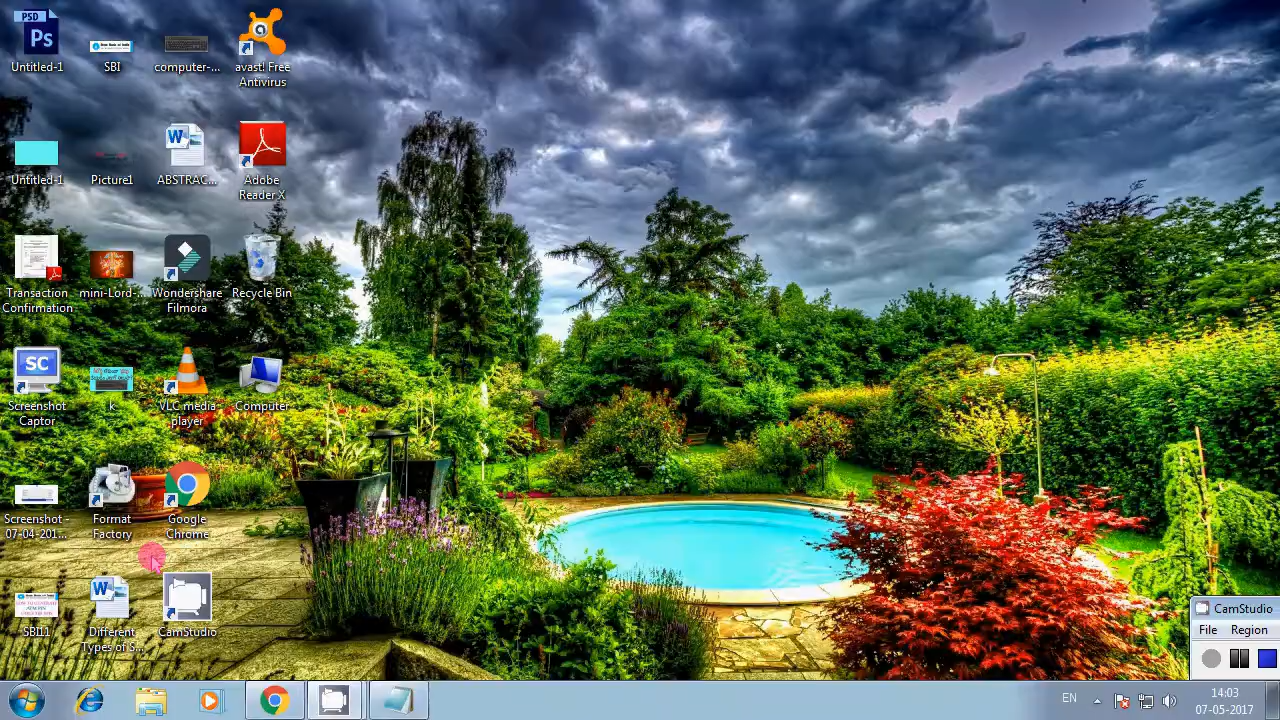 PSD
Ps
Untitled-1
SBI
computer-...
avast! Free
Antivirus
Untitled-1
Picture1
ABSTRAC...
Adobe
Reader X
Transaction
Confirmation
mini-Lord-...
Wondershare
Filmora
Recycle Bin
SC
Screenshot
Captor
k
VLC media
player
Computer
Screenshot -
07-04-201...
Format
Factory
Google
Chrome
SBI11
Different
Types of S...
CamStudio
CamStudio
File Region
EN
14:03
07-05-2017